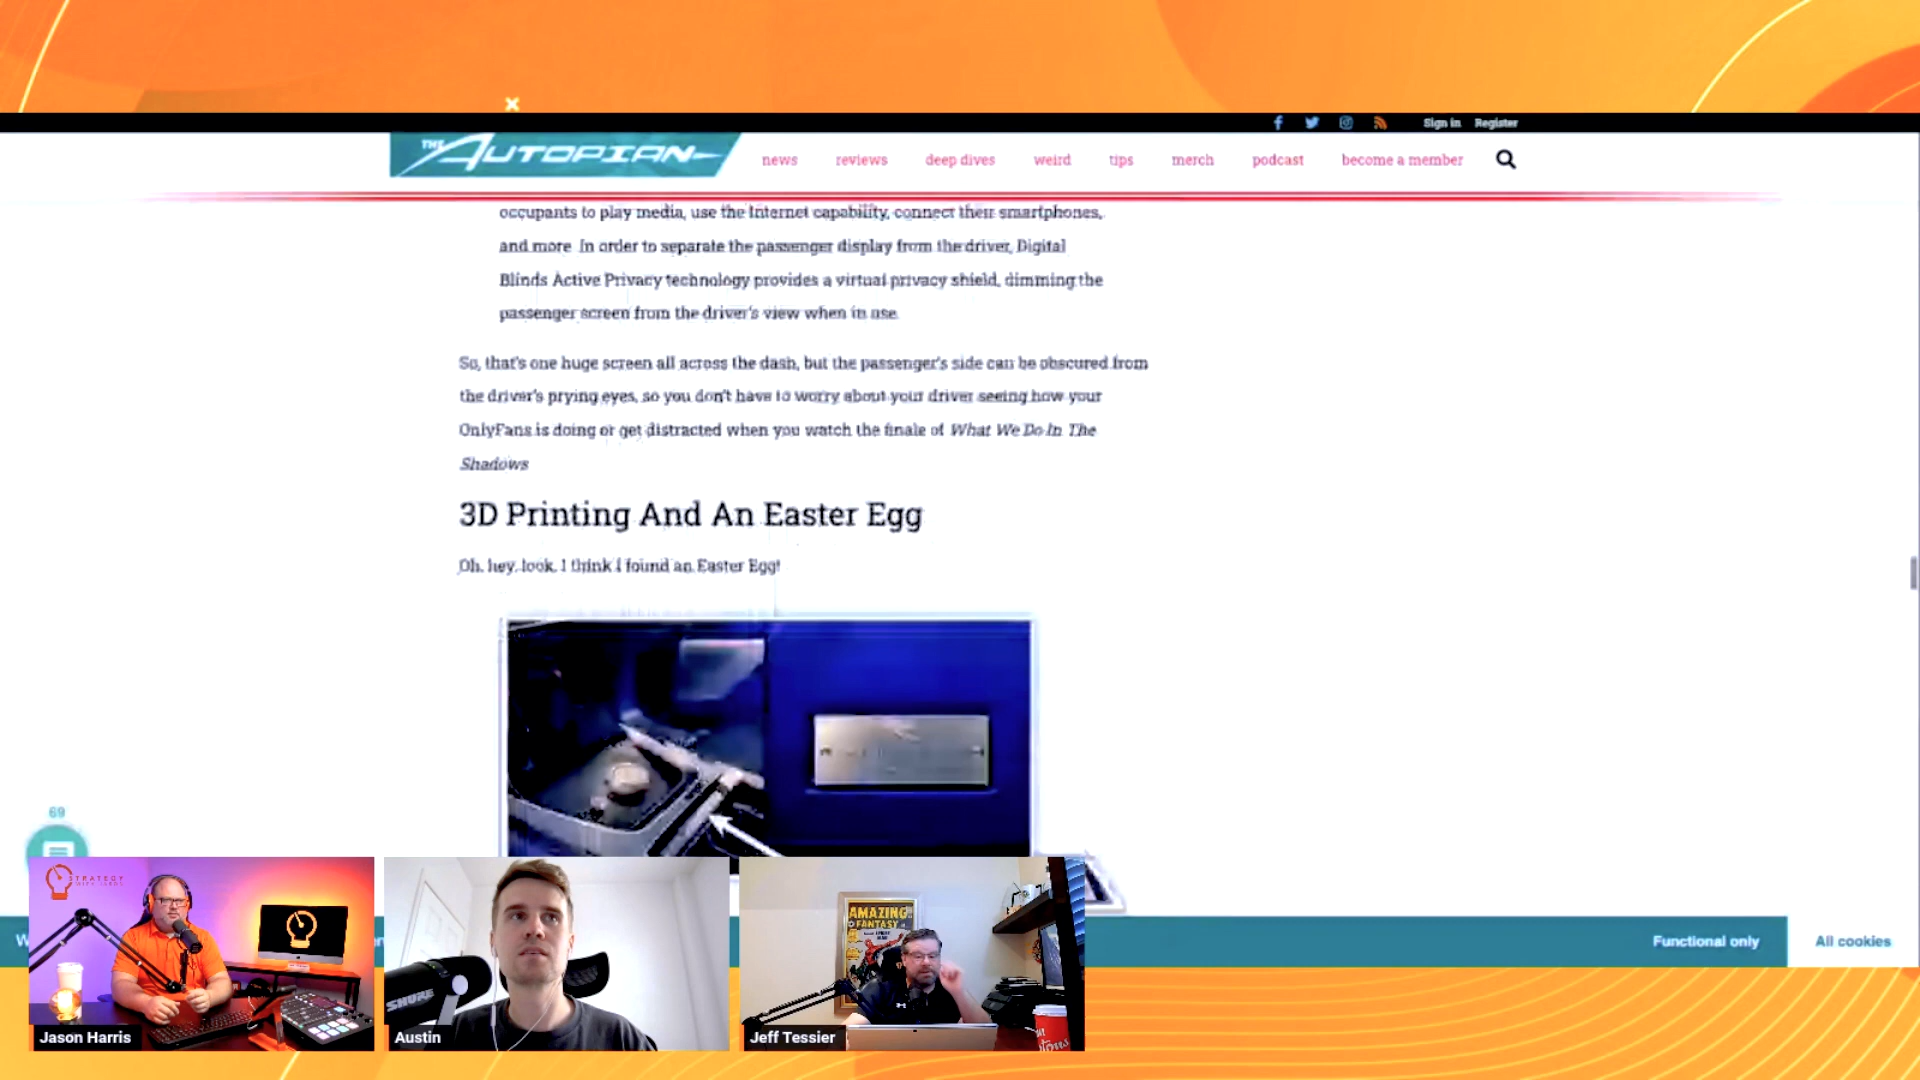 Sign in Register
THE AUTOPIAN
news reviews deep dives weird tips merch podcast become a member
occupants to play media, use the Internet capability, connect their smartphones,
and more. In order to separate the passenger display from the driver, Digital
Blinds Active Privacy technology provides a virtual privacy shield, dimming the
passenger screen from the driver's view when in use.
So, that's one huge screen all across the dash, but the passenger's side can be obscured from
the driver's prying eyes, so you don't have to worry about your driver seeing how your
OnlyFans is doing or get distracted when you watch the finale of What We Do In The
Shadows
3D Printing And An Easter Egg
Oh, hey, look, I think I found an Easter Egg!
69
Functional only All cookies
STRATEGY
SHURE
AMAZING
FANTASY
Jason Harris
Austin
Jeff Tessier